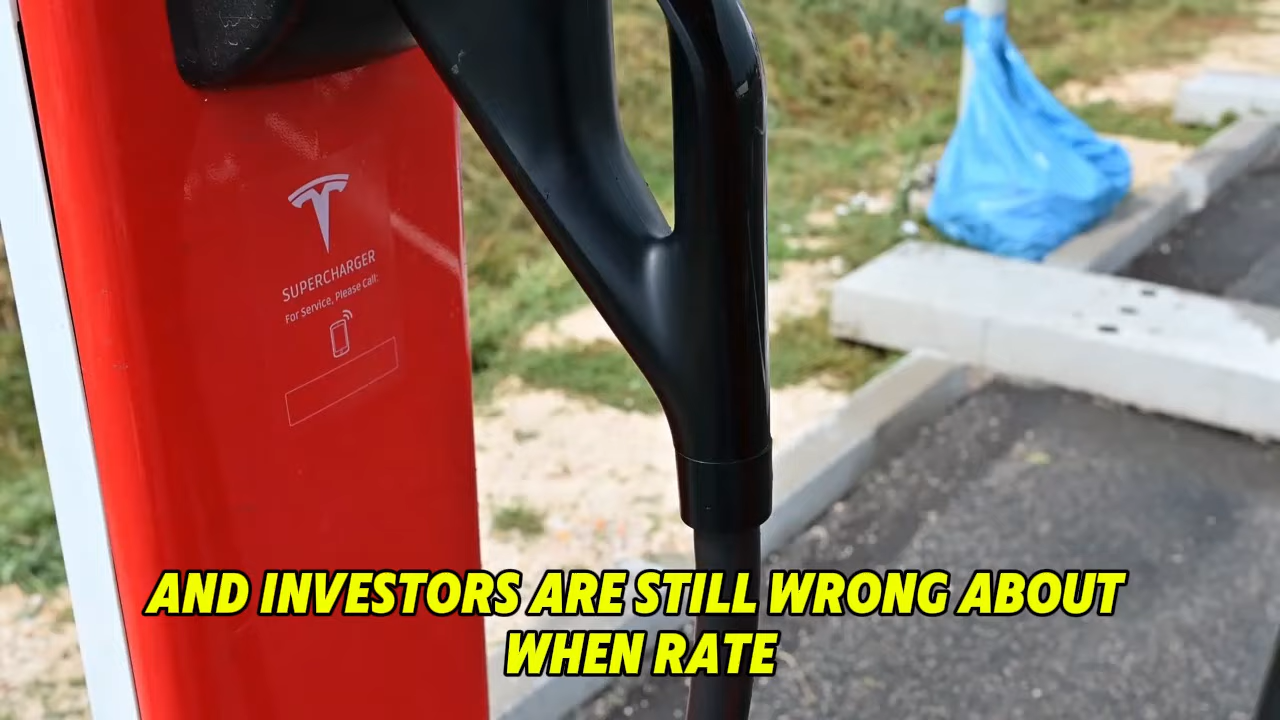 SUPERCHARGER
For Service, Please Call:
AND INVESTORS ARE STILL WRONG ABOUT
WHEN RATE